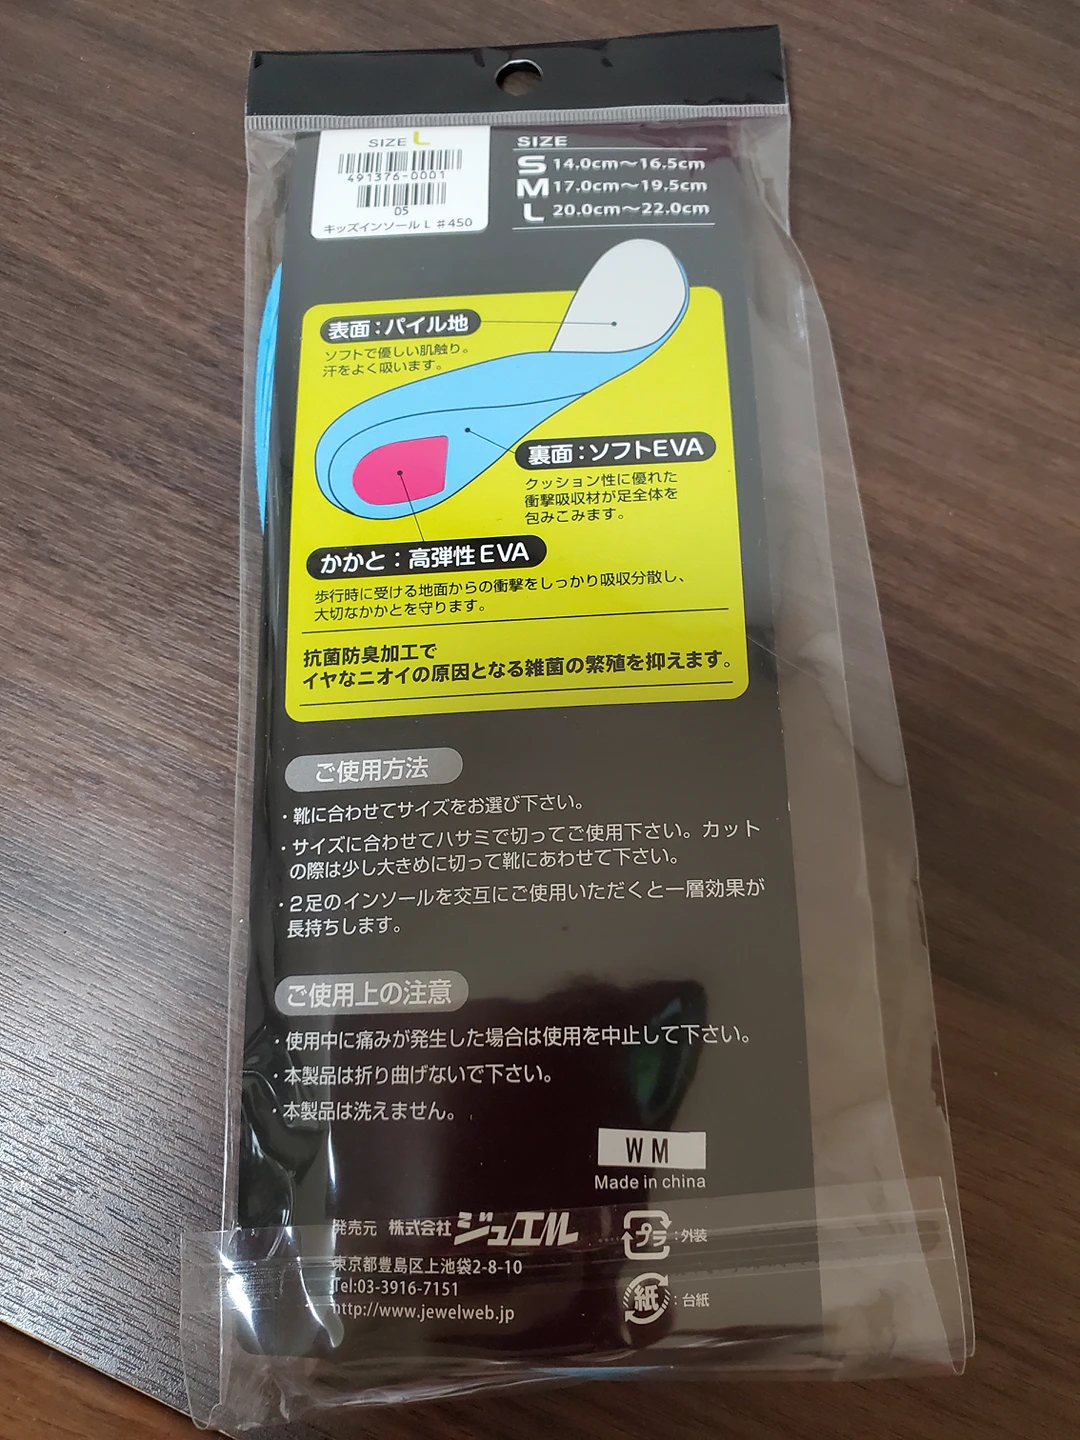 SIZE L
491376-0001
05
キッズインソール L #450
SIZE
S 14.0cm～16.5cm
M 17.0cm～19.5cm
L 20.0cm～22.0cm
表面：パイル地
ソフトで優しい肌触り。
汗をよく吸います。
裏面：ソフトEVA
クッション性に優れた
衝撃吸収材が足全体を
包みこみます。
かかと：高弾性EVA
歩行時に受ける地面からの衝撃をしっかり吸収分散し、
大切なかかとを守ります。
抗菌防臭加工で
イヤなニオイの原因となる雑菌の繁殖を抑えます。
ご使用方法
・靴に合わせてサイズをお選び下さい。
・サイズに合わせてハサミで切ってご使用下さい。カット
の際は少し大きめに切って靴にあわせて下さい。
・2足のインソールを交互にご使用いただくと一層効果が
長持ちします。
ご使用上の注意
・使用中に痛みが発生した場合は使用を中止して下さい。
・本製品は折り曲げないで下さい。
・本製品は洗えません。
WM
Made in china
発売元 株式会社ジュエル
東京都豊島区上池袋2-8-10
Tel:03-3916-7151
http://www.jewelweb.jp
プラ：外装
紙：台紙